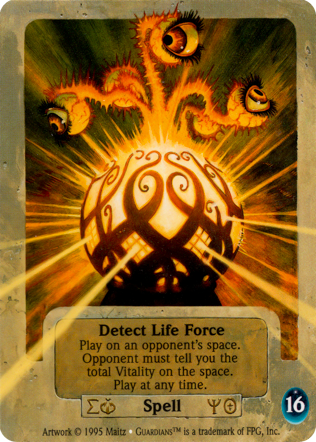 Detect Life Force
Play on an opponent's space.
Opponent must tell you the
total Vitality on the space.
Play at any time.
Spell
16
Artwork © 1995 Maitz • GUARDIANS™ is a trademark of FPG, Inc.